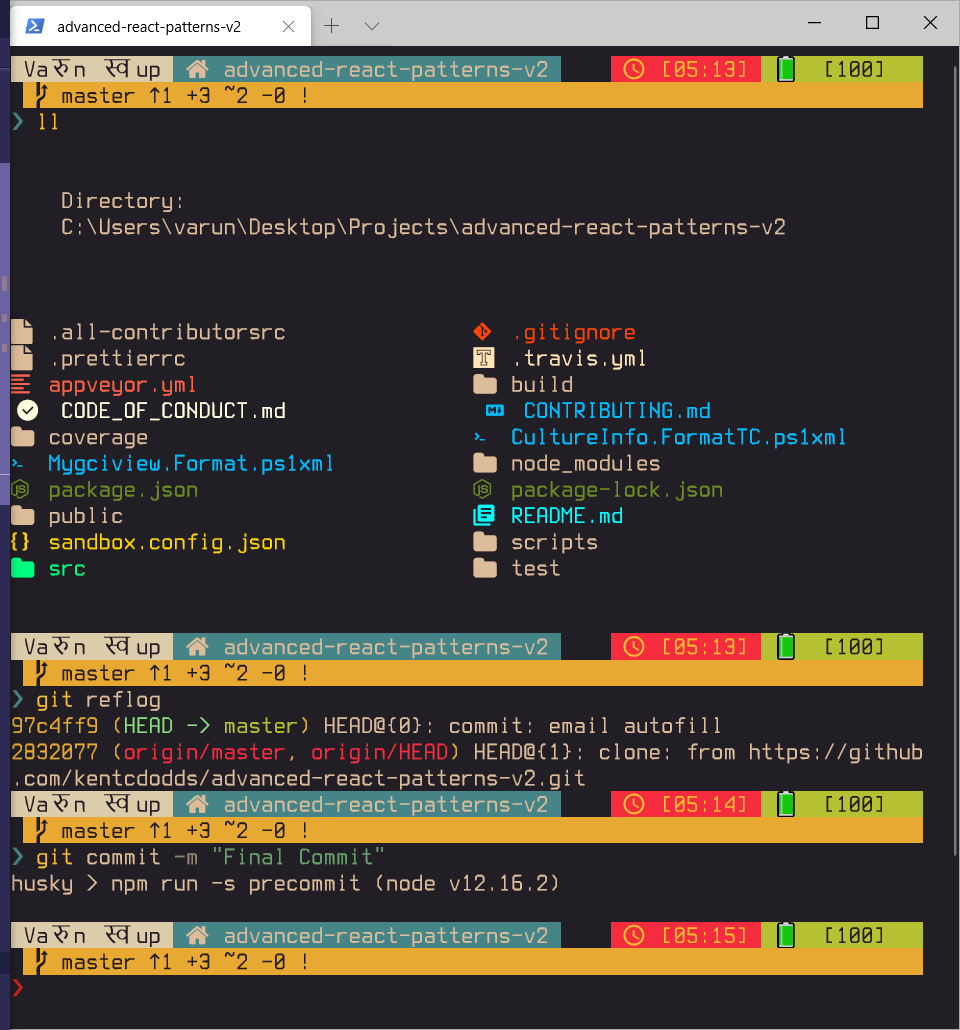 advanced-react-patterns-v2
Vaरुn स्वup advanced-react-patterns-v2 [05:13] [100]
master ↑1 +3 ~2 -0 !
❯ ll
Directory:
C:\Users\varun\Desktop\Projects\advanced-react-patterns-v2
.all-contributorsrc .gitignore
.prettierrc .travis.yml
appveyor.yml build
CODE_OF_CONDUCT.md CONTRIBUTING.md
coverage CultureInfo.FormatTC.ps1xml
Mygciview.Format.ps1xml node_modules
package.json package-lock.json
public README.md
{} sandbox.config.json scripts
src test
Vaरुn स्वup advanced-react-patterns-v2 [05:13] [100]
master ↑1 +3 ~2 -0 !
❯ git reflog
97c4ff9 (HEAD -> master) HEAD@{0}: commit: email autofill
2832077 (origin/master, origin/HEAD) HEAD@{1}: clone: from https://github
.com/kentcdodds/advanced-react-patterns-v2.git
Vaरुn स्वup advanced-react-patterns-v2 [05:14] [100]
master ↑1 +3 ~2 -0 !
❯ git commit -m "Final Commit"
husky > npm run -s precommit (node v12.16.2)
Vaरुn स्वup advanced-react-patterns-v2 [05:15] [100]
master ↑1 +3 ~2 -0 !
❯